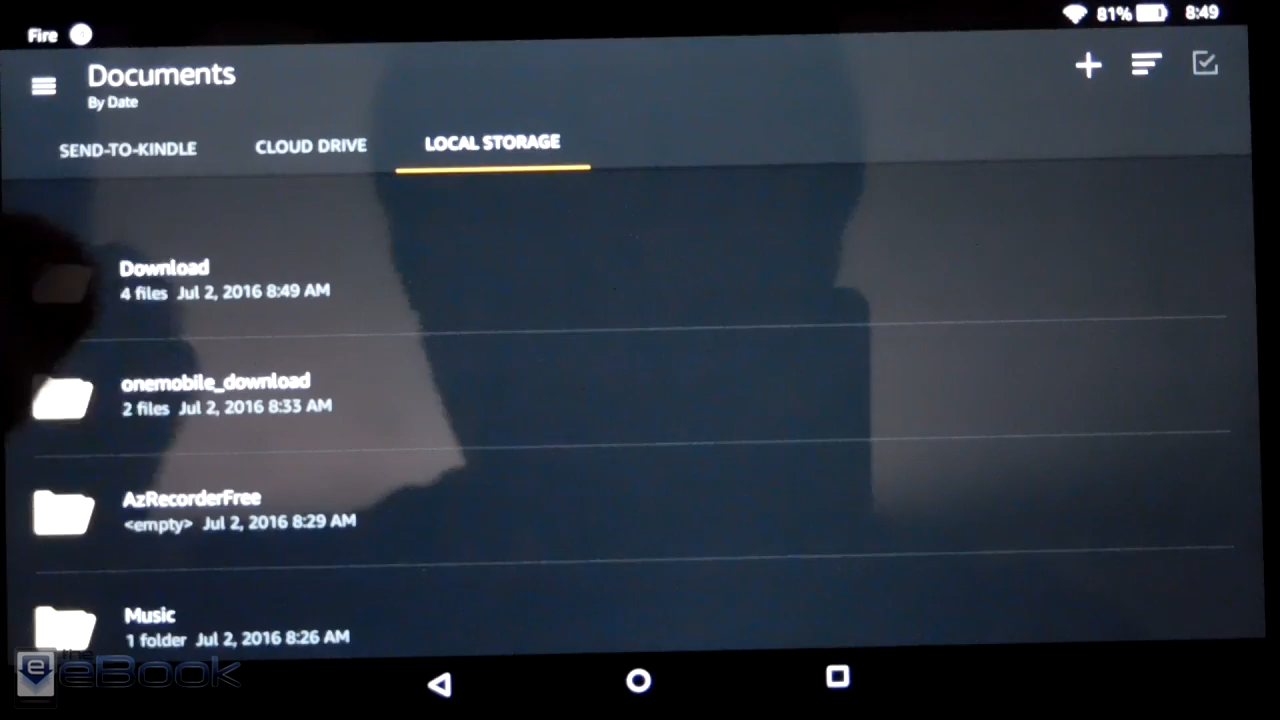 Fire
81%
8:49
Documents
By Date
SEND-TO-KINDLE
CLOUD DRIVE
LOCAL STORAGE
Download
4 files Jul 2, 2016 8:49 AM
onemobile_download
2 files Jul 2, 2016 8:33 AM
AzRecorderFree
<empty> Jul 2, 2016 8:29 AM
Music
1 folder Jul 2, 2016 8:26 AM
the
eBook